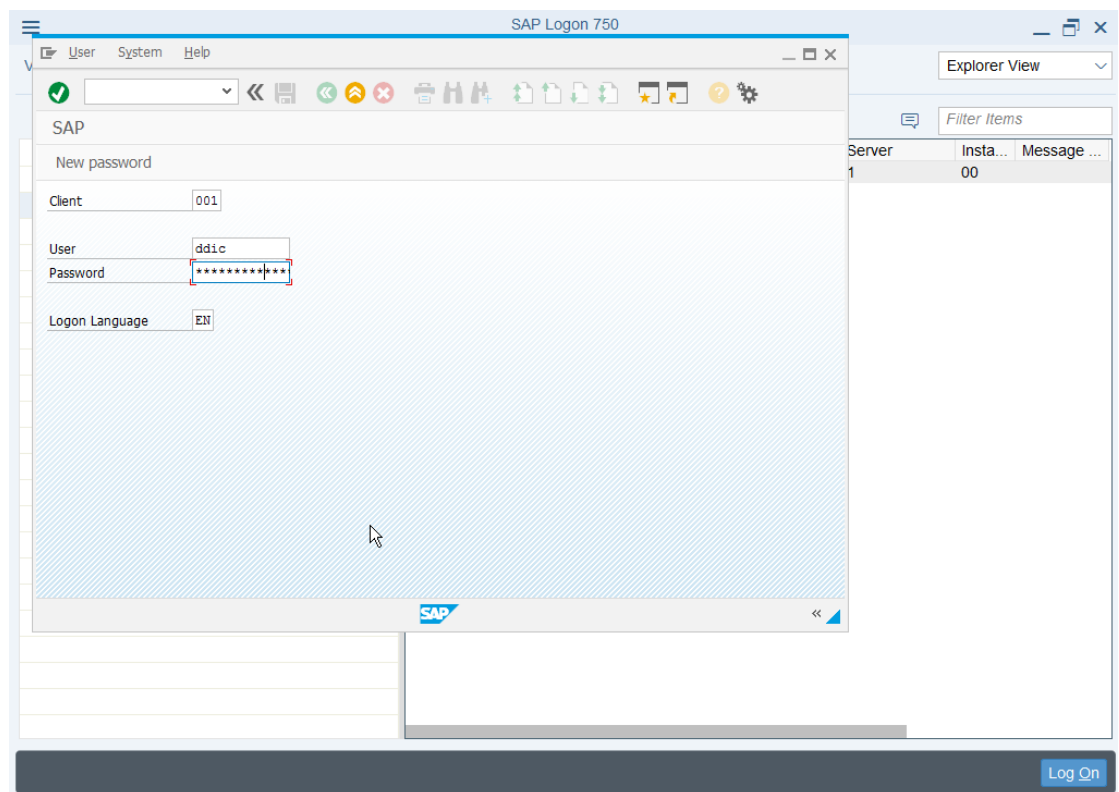 SAP Logon 750
User System Help
Explorer View
SAP
Filter Items
New password
Server Insta... Message ...
1 00
Client 001
User ddic
Password *************
Logon Language EN
SAP
Log On